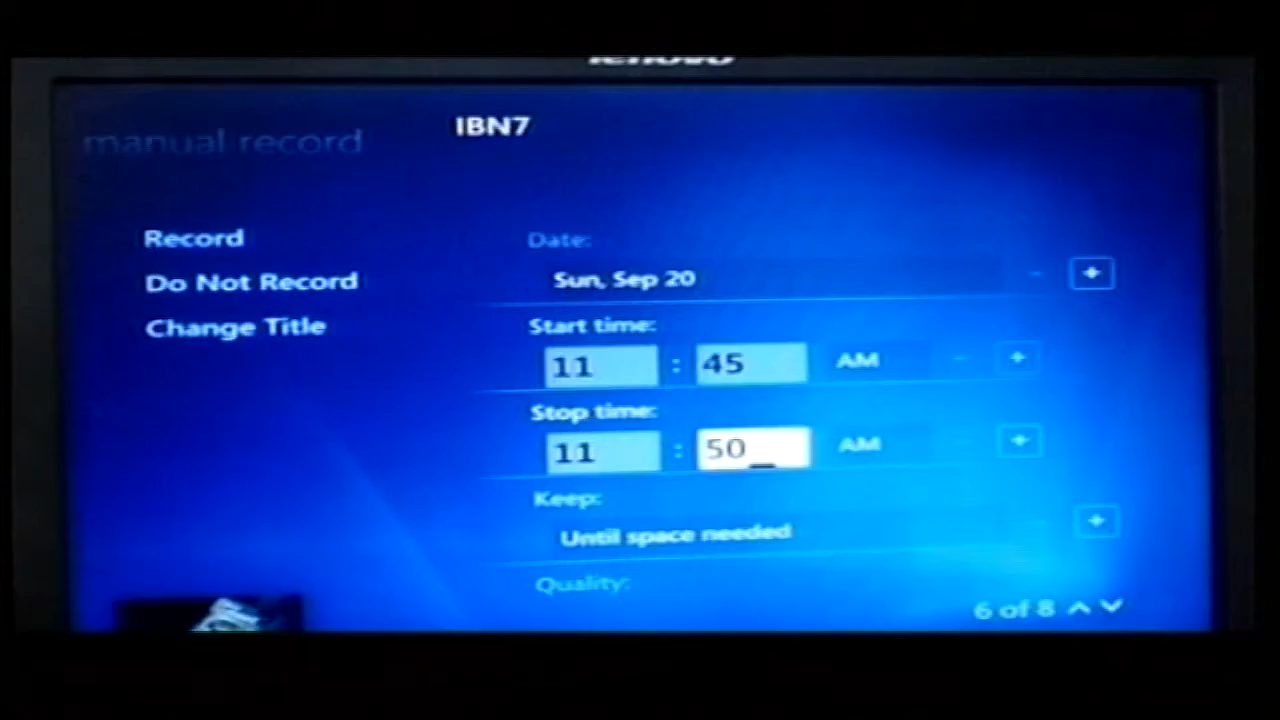 lenovo
manual record
IBN7
Record
Do Not Record
Change Title
Date:
Sun, Sep 20 - +
Start time:
11 : 45 AM - +
Stop time:
11 : 50 AM - +
Keep:
Until space needed - +
Quality:
6 of 8